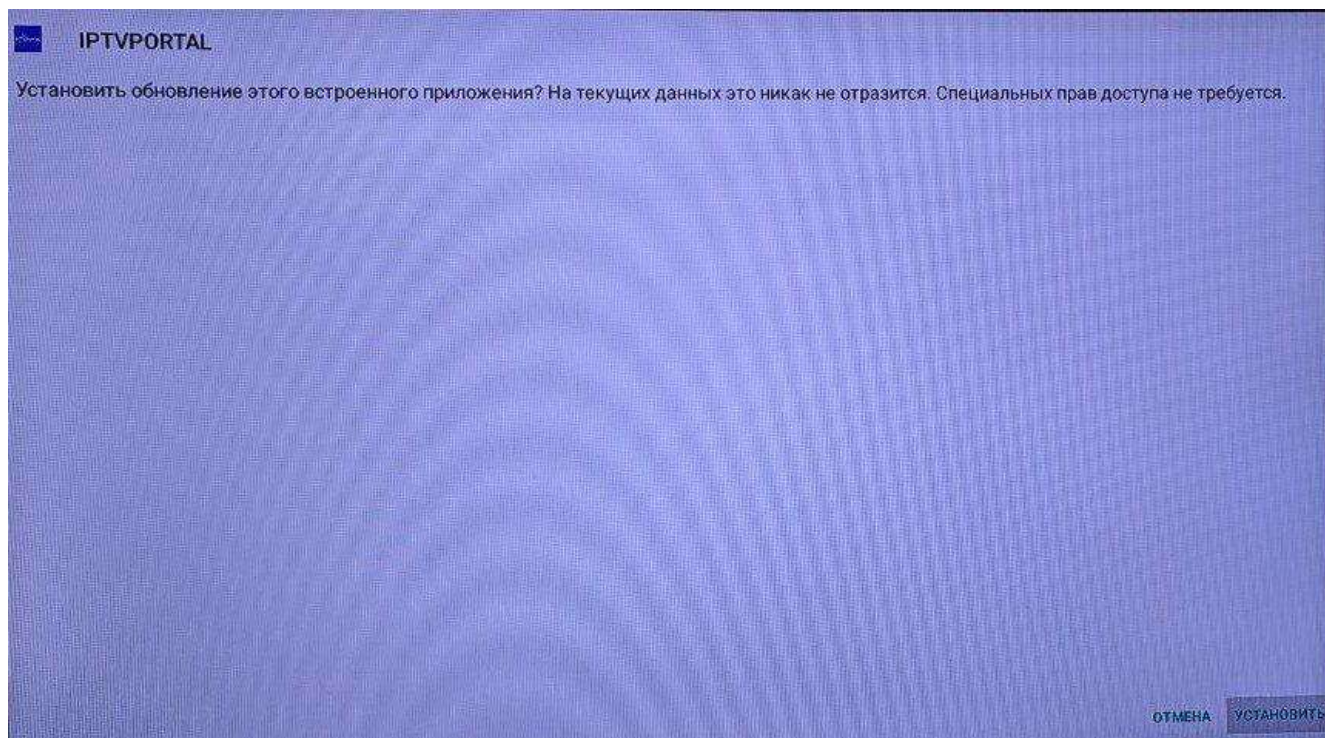 IPTVPORTAL
Установить обновление этого встроенного приложения? На текущих данных это никак не отразится. Специальных прав доступа не требуется.
ОТМЕНА УСТАНОВИТЬ